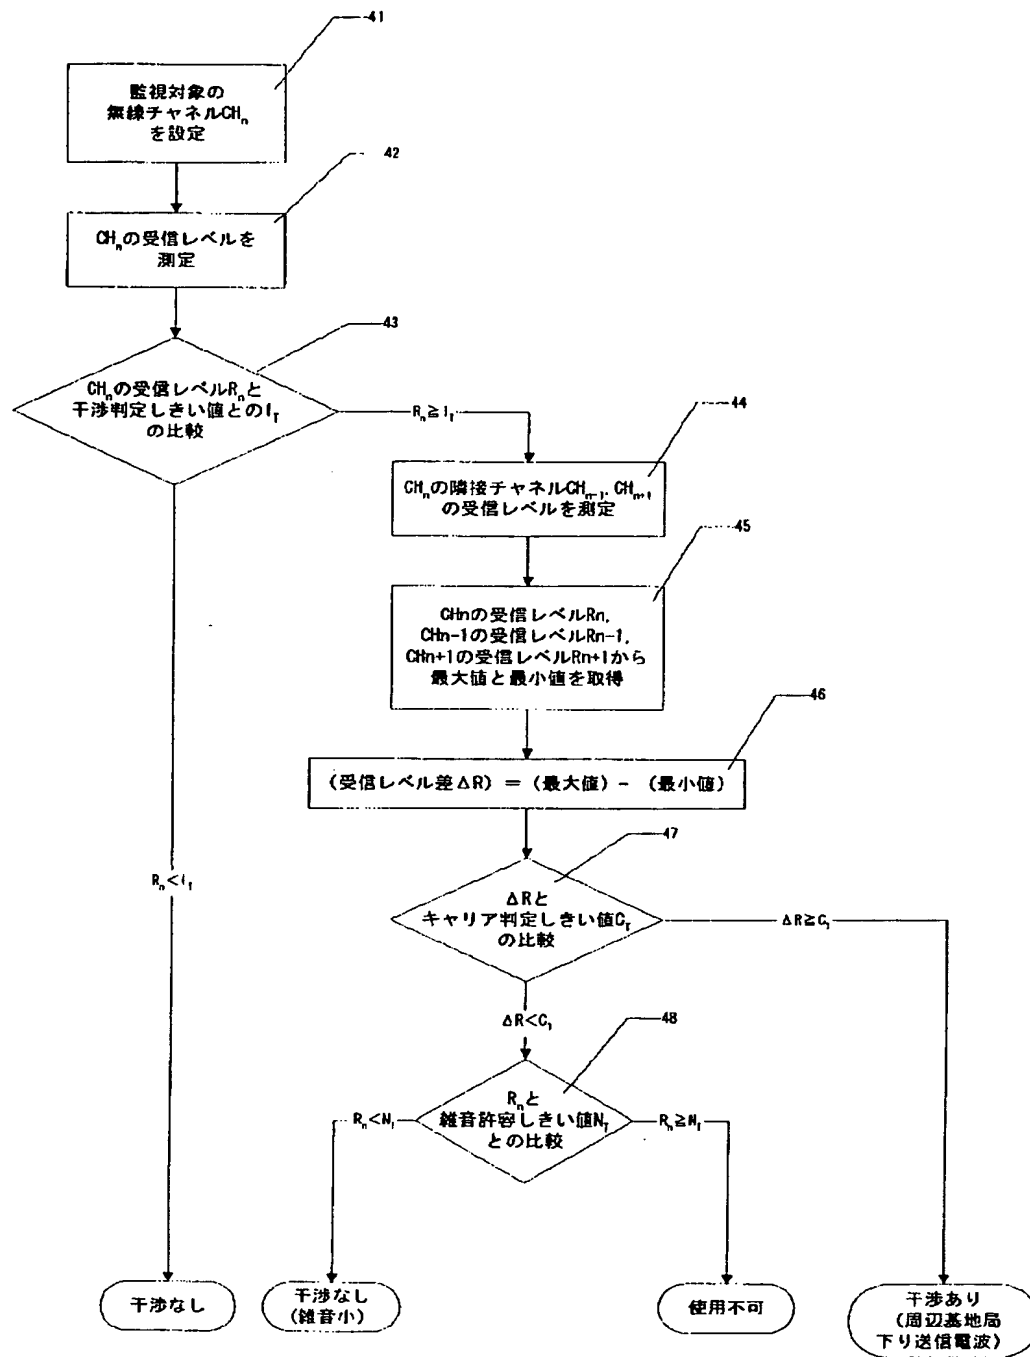 41
監視対象の
無線チャネルCHn
を設定
42
CHnの受信レベルを
測定
43
CHnの受信レベルRnと
干渉判定しきい値とのIT
の比較
Rn≧IT
44
CHnの隣接チャネルCHn-1, CHn+1
の受信レベルを測定
45
CHnの受信レベルRn,
CHn-1の受信レベルRn-1,
CHn+1の受信レベルRn+1から
最大値と最小値を取得
46
(受信レベル差ΔR) = (最大値) - (最小値)
47
ΔRと
キャリア判定しきい値CT
の比較
ΔR≧CT
Rn<IT
ΔR<CT
48
Rnと
雑音許容しきい値NT
との比較
Rn<NT
Rn≧NT
干渉なし
干渉なし
(雑音小)
使用不可
干渉あり
(周辺基地局
下り送信電波)